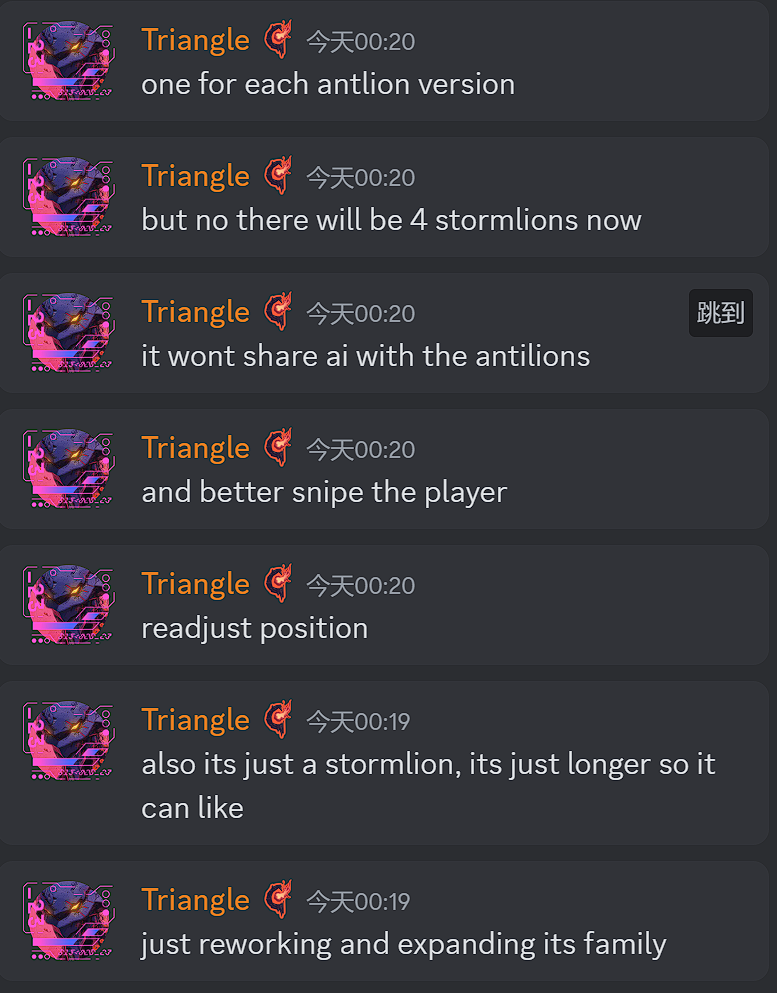 Triangle 今天00:20
one for each antlion version
Triangle 今天00:20
but no there will be 4 stormlions now
Triangle 今天00:20
跳到
it wont share ai with the antilions
Triangle 今天00:20
and better snipe the player
Triangle 今天00:20
readjust position
Triangle 今天00:19
also its just a stormlion, its just longer so it
can like
Triangle 今天00:19
just reworking and expanding its family